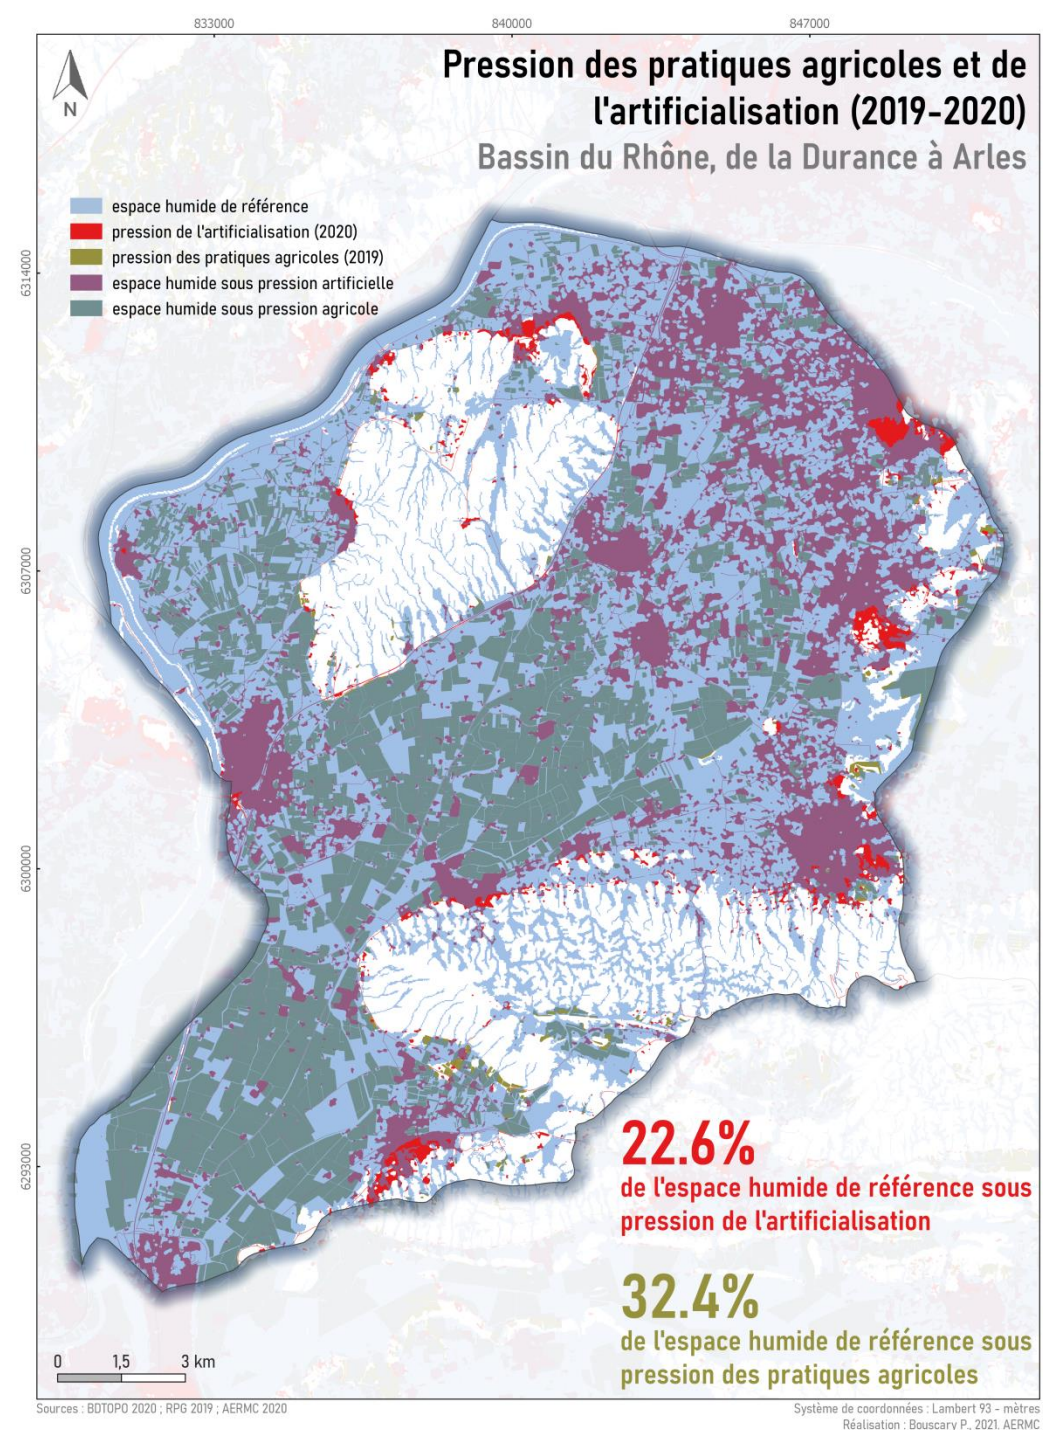 833000
840000
847000
Pression des pratiques agricoles et de
l'artificialisation (2019-2020)
Bassin du Rhône, de la Durance à Arles
N
espace humide de référence
pression de l'artificialisation (2020)
pression des pratiques agricoles (2019)
espace humide sous pression artificielle
espace humide sous pression agricole
6314000
6307000
6300000
6293000
22.6%
de l'espace humide de référence sous
pression de l'artificialisation
32.4%
de l'espace humide de référence sous
pression des pratiques agricoles
0 1,5 3 km
Sources : BDTOPO 2020 ; RPG 2019 ; AERMC 2020
Système de coordonnées : Lambert 93 - mètres
Réalisation : Bouscary P., 2021. AERMC